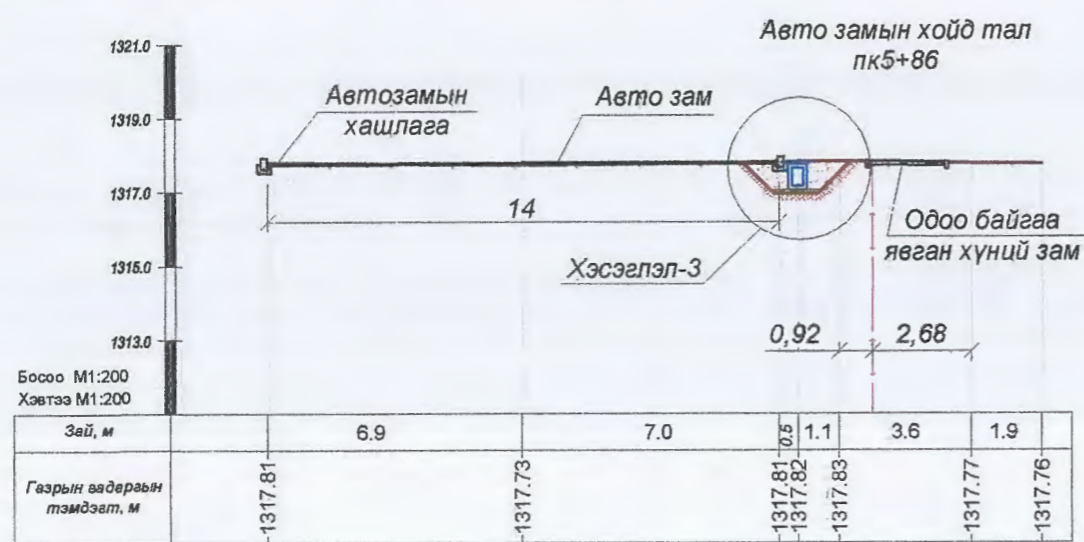 Авто замын хойд тал
пк5+86
1321.0
1319.0
1317.0
1315.0
1313.0
Автозамын
хашлага
Авто зам
14
Одоо байгаа
явган хүний зам
Хэсэглэл-3
0,92
2,68
Босоо М1:200
Хэвтээ М1:200
Зай, м
6.9
7.0
0.5
1.1
3.6
1.9
Газрын гадаргын
тэмдэгт, м
1317.81
1317.73
1317.81
1317.82
1317.83
1317.77
1317.76